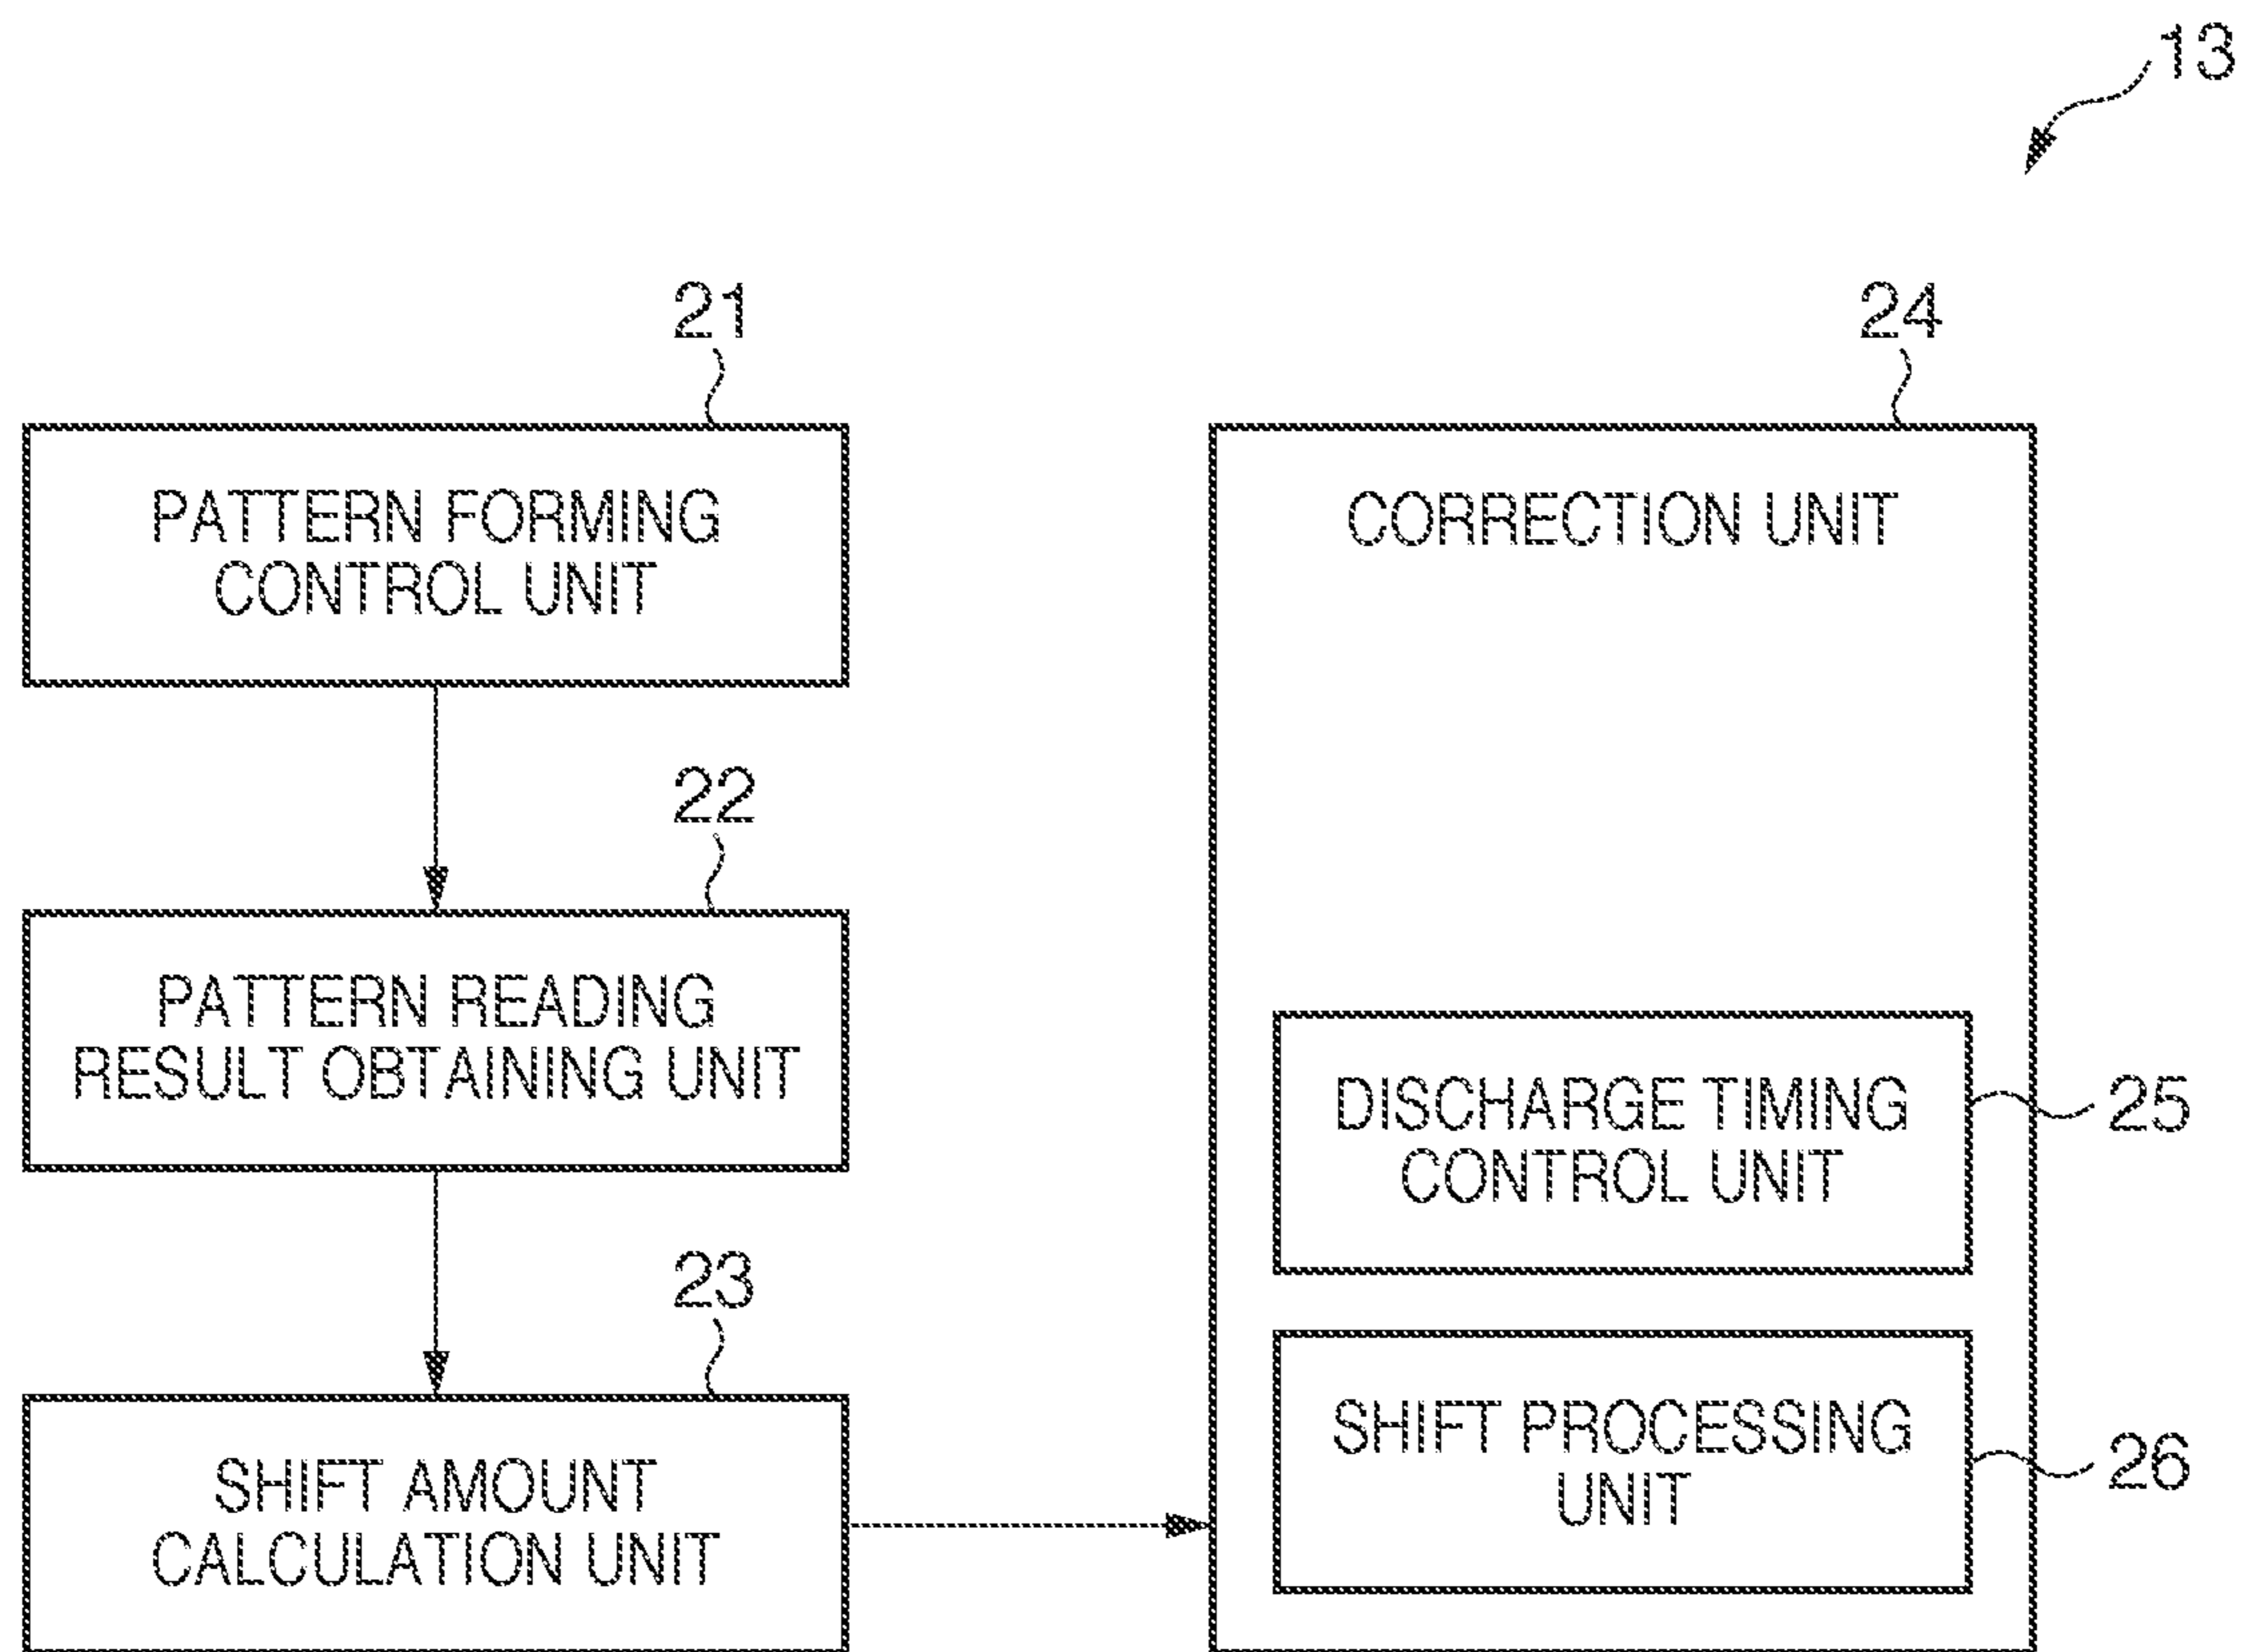 13
21
PATTERN FORMING
CONTROL UNIT
22
PATTERN READING
RESULT OBTAINING UNIT
23
SHIFT AMOUNT
CALCULATION UNIT
24
CORRECTION UNIT
DISCHARGE TIMING
CONTROL UNIT
25
SHIFT PROCESSING
UNIT
26